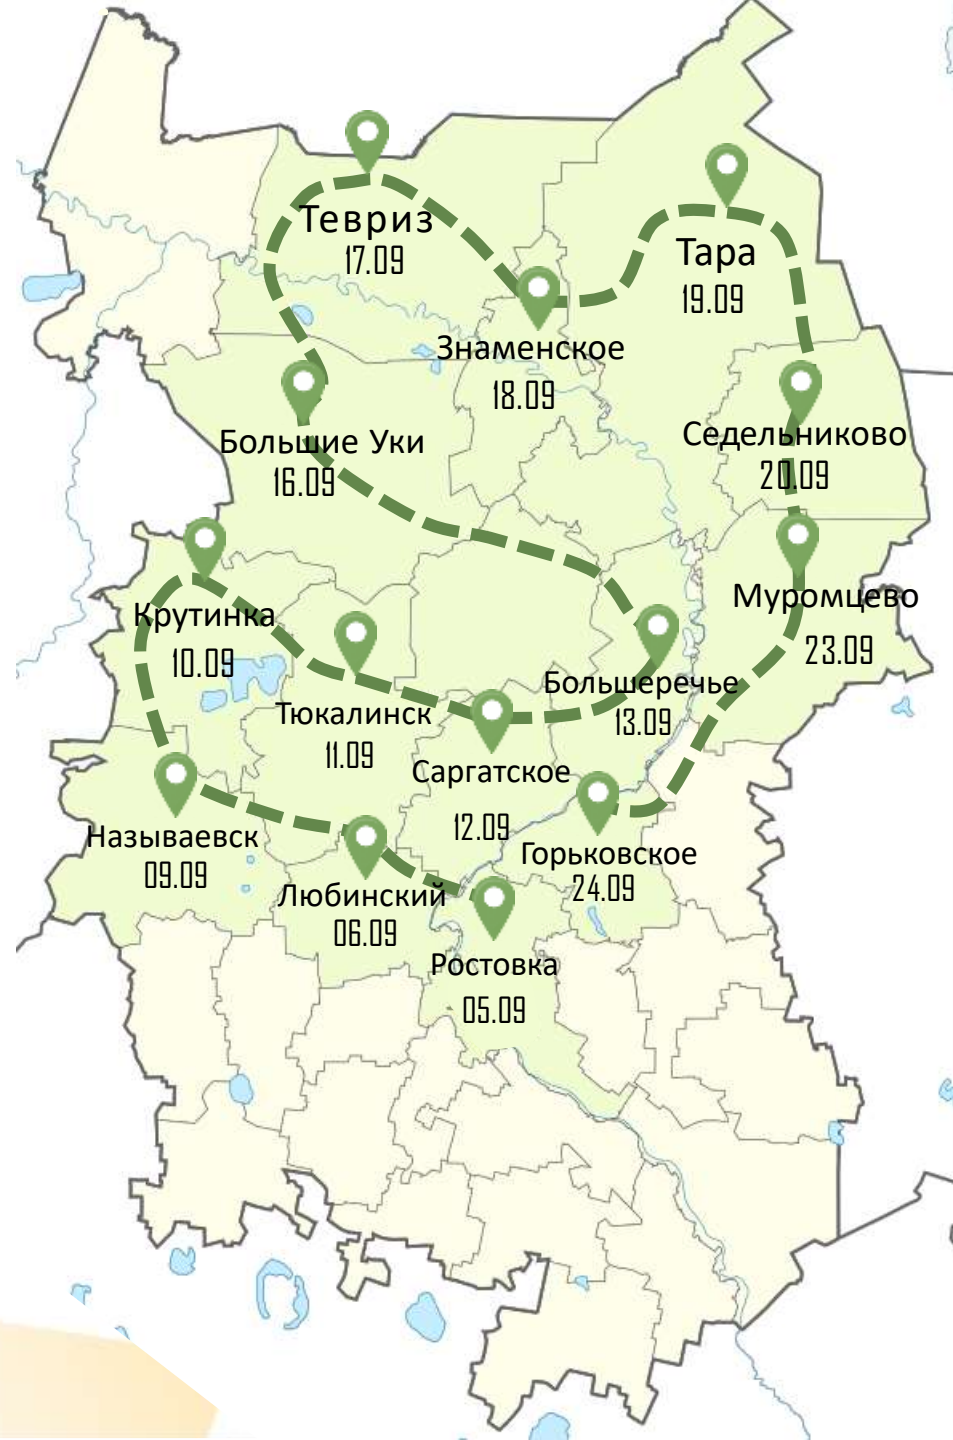 Тевриз
17.09
Тара
19.09
Знаменское
18.09
Большие Уки
16.09
Седельниково
20.09
Крутинка
10.09
Муромцево
23.09
Большеречье
13.09
Тюкалинск
11.09
Саргатское
12.09
Называевск
09.09
Горьковское
24.09
Любинский
06.09
Ростовка
05.09